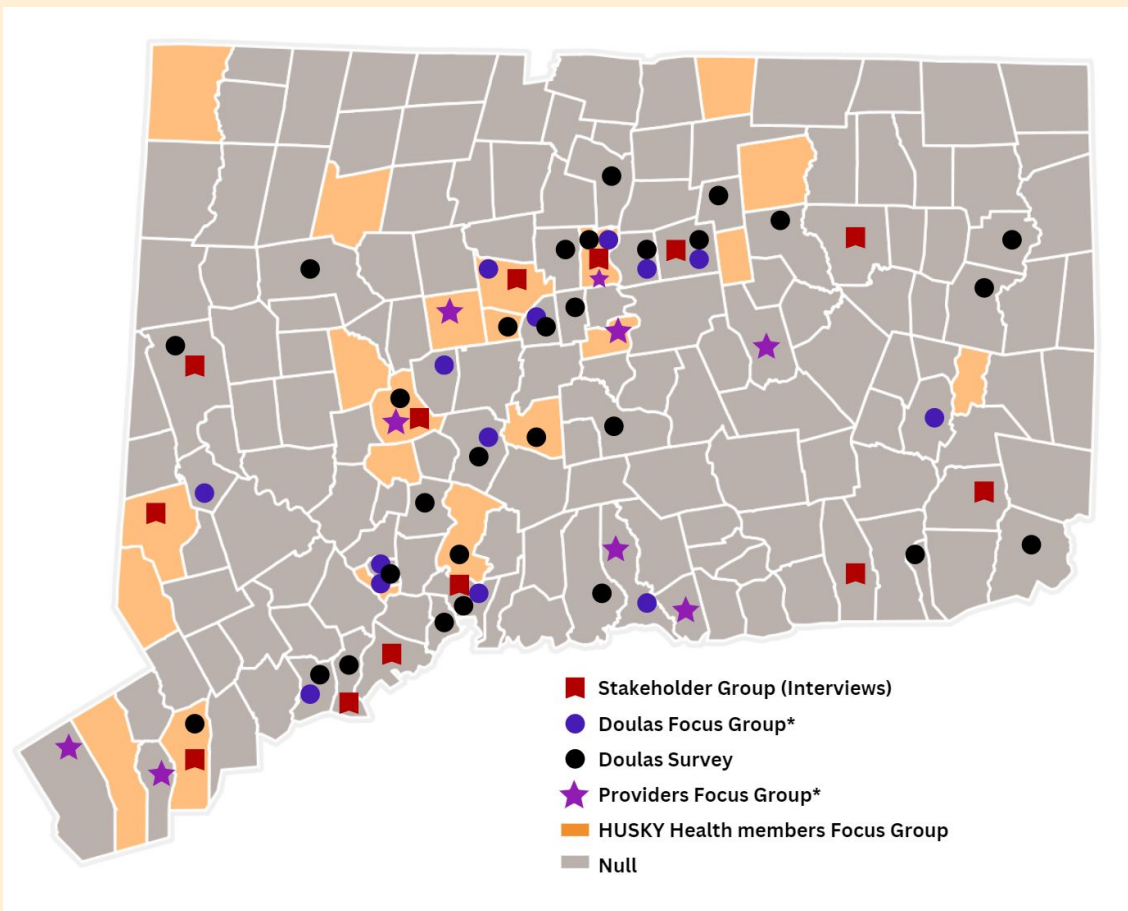 Stakeholder Group (Interviews)
Doulas Focus Group*
Doulas Survey
Providers Focus Group*
HUSKY Health members Focus Group
Null